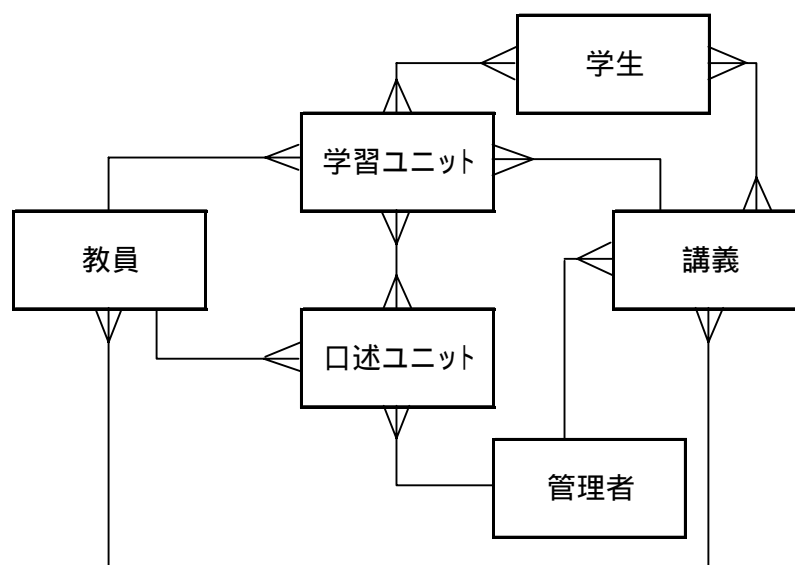 学生
学習ユニット
教員
講義
口述ユニット
管理者